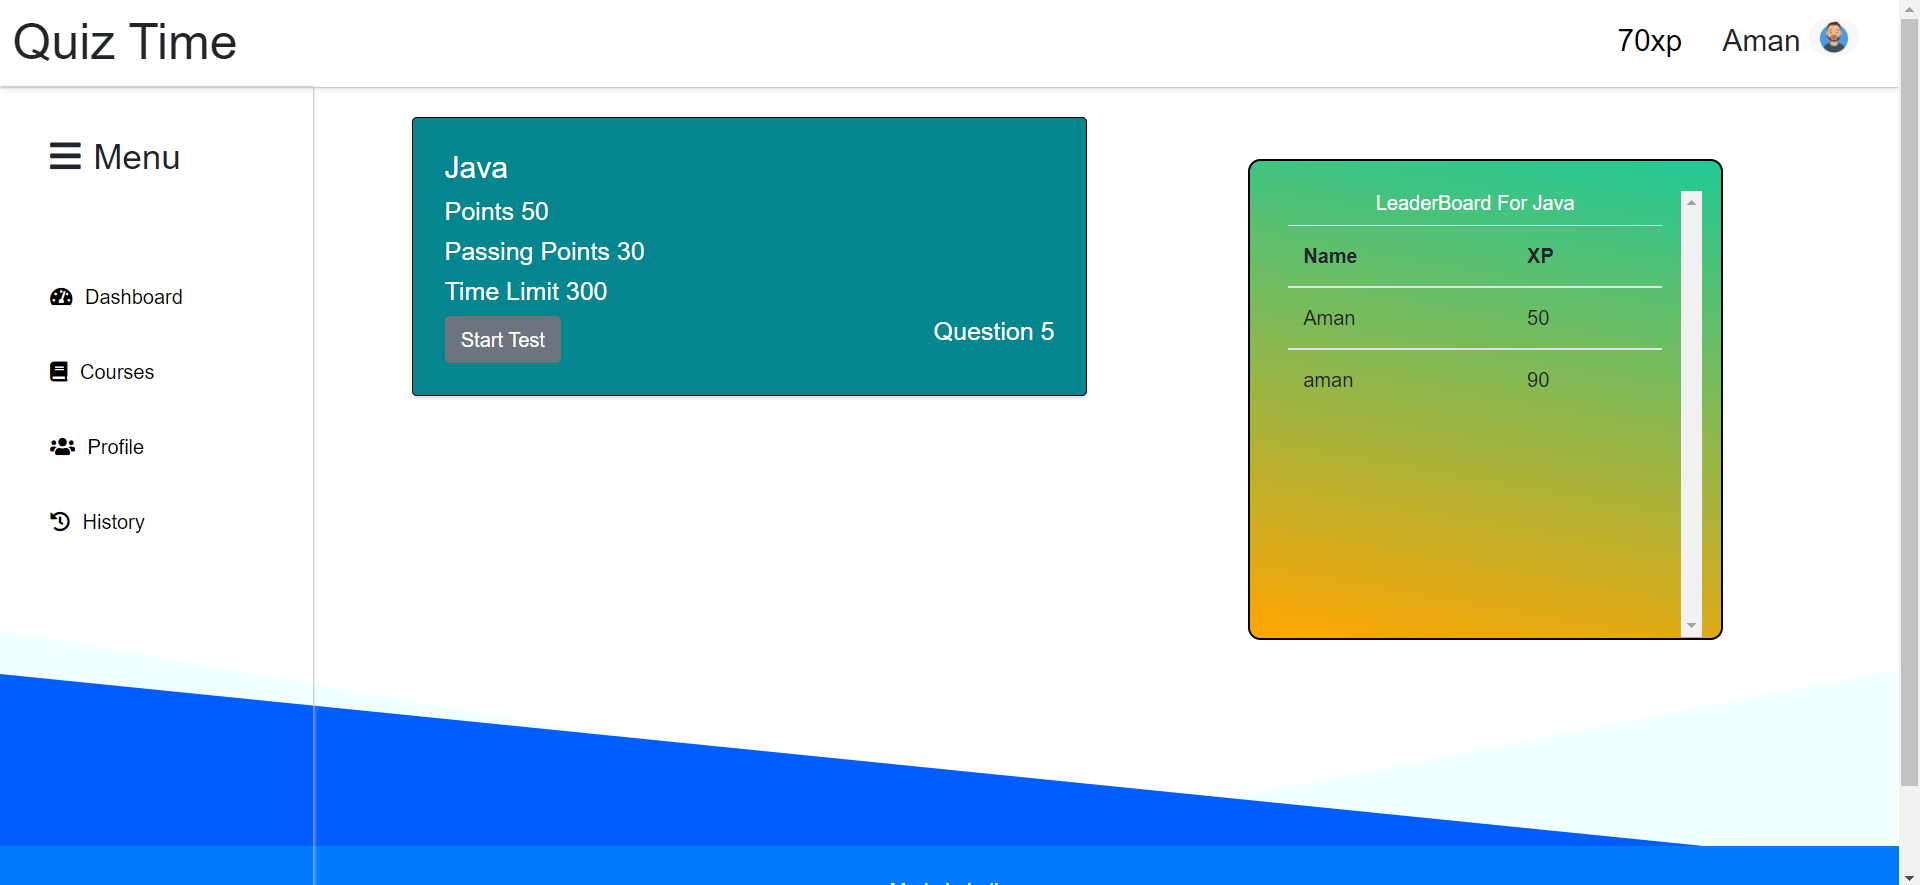 Quiz Time
70xp Aman
Menu
Dashboard
Courses
Profile
History
Java
Points 50
Passing Points 30
Time Limit 300
Start Test
Question 5
LeaderBoard For Java
Name XP
Aman 50
aman 90